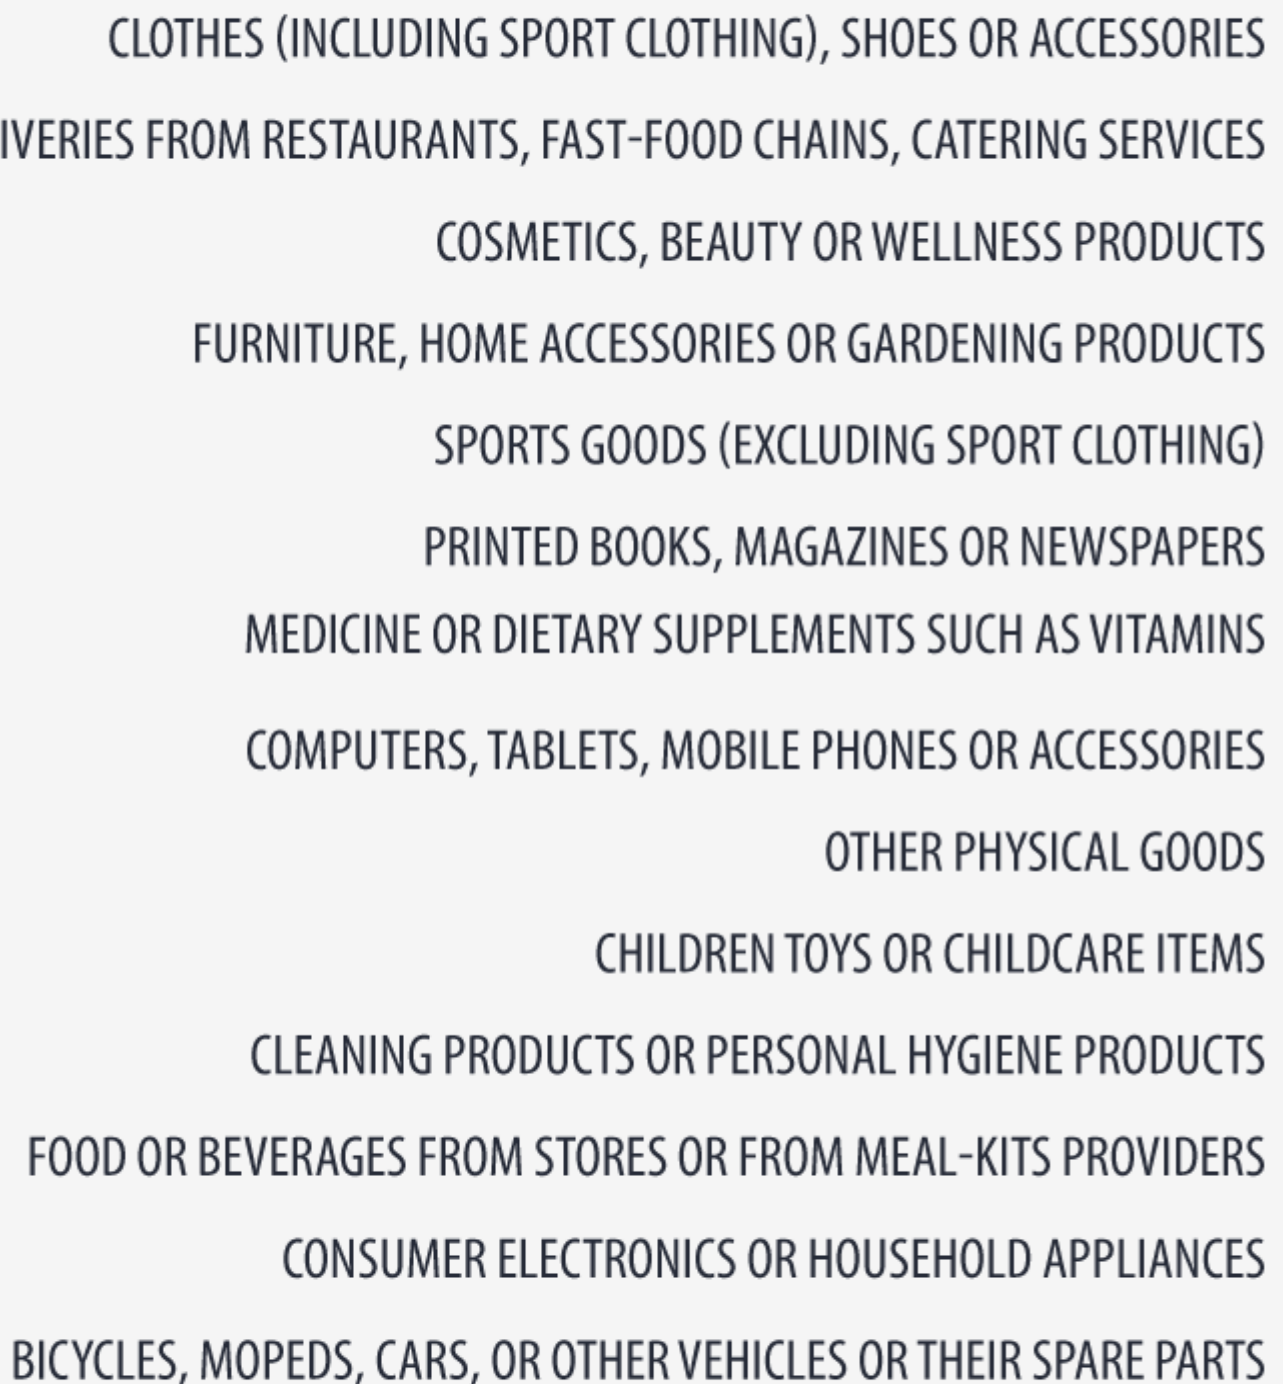 CLOTHES (INCLUDING SPORT CLOTHING), SHOES OR ACCESSORIES
IVERIES FROM RESTAURANTS, FAST-FOOD CHAINS, CATERING SERVICES
COSMETICS, BEAUTY OR WELLNESS PRODUCTS
FURNITURE, HOME ACCESSORIES OR GARDENING PRODUCTS
SPORTS GOODS (EXCLUDING SPORT CLOTHING)
PRINTED BOOKS, MAGAZINES OR NEWSPAPERS
MEDICINE OR DIETARY SUPPLEMENTS SUCH AS VITAMINS
COMPUTERS, TABLETS, MOBILE PHONES OR ACCESSORIES
OTHER PHYSICAL GOODS
CHILDREN TOYS OR CHILDCARE ITEMS
CLEANING PRODUCTS OR PERSONAL HYGIENE PRODUCTS
FOOD OR BEVERAGES FROM STORES OR FROM MEAL-KITS PROVIDERS
CONSUMER ELECTRONICS OR HOUSEHOLD APPLIANCES
BICYCLES, MOPEDS, CARS, OR OTHER VEHICLES OR THEIR SPARE PARTS